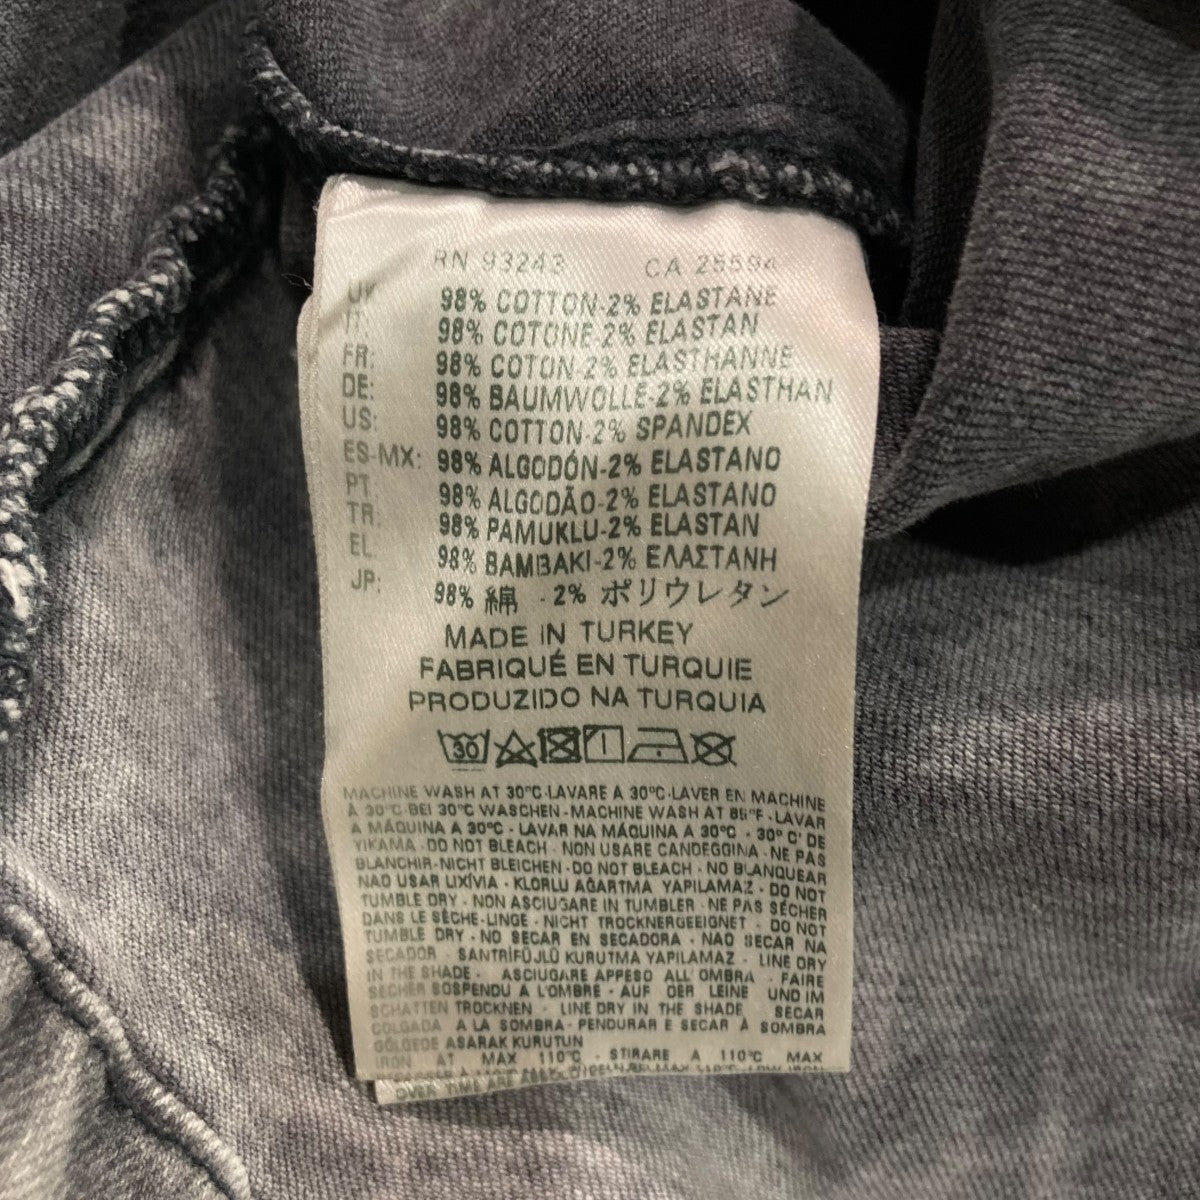 RN 93243 CA 25594
UK: 98% COTTON-2% ELASTANE
IT: 98% COTONE-2% ELASTAN
FR: 98% COTON-2% ELASTHANNE
DE: 98% BAUMWOLLE-2% ELASTHAN
US: 98% COTTON-2% SPANDEX
ES-MX: 98% ALGODÓN-2% ELASTANO
PT: 98% ALGODÃO-2% ELASTANO
TR: 98% PAMUKLU-2% ELASTAN
EL: 98% BAMBAKI-2% ΕΛΑΣΤΑΝΗ
JP: 98% 綿 -2% ポリウレタン
MADE IN TURKEY
FABRIQUÉ EN TURQUIE
PRODUZIDO NA TURQUIA
30
MACHINE WASH AT 30°C-LAVARE A 30°C-LAVER EN MACHINE
À 30°C-BEI 30°C WASCHEN-MACHINE WASH AT 85°F-LAVAR
A MÁQUINA A 30°C - LAVAR NA MÁQUINA A 30°C - 30° C' DE
YIKAMA-DO NOT BLEACH - NON USARE CANDEGGINA-NE PAS
BLANCHIR-NICHT BLEICHEN-DO NOT BLEACH-NO BLANQUEAR
NAO USAR LIXÍVIA - KLORLU AĞARTMA YAPILAMAZ - DO NOT
TUMBLE DRY - NON ASCIUGARE IN TUMBLER - NE PAS SÉCHER
DANS LE SÈCHE-LINGE - NICHT TROCKNERGEEIGNET - DO NOT
TUMBLE DRY - NO SECAR EN SECADORA - NAO SECAR NA
SECADOR - SANTRİFÜJLÜ KURUTMA YAPILAMAZ - LINE DRY
IN THE SHADE - ASCIUGARE APPESO ALL'OMBRA - FAIRE
SÉCHER SUSPENDU A L'OMBRE - AUF DER LEINE UND IM
SCHATTEN TROCKNEN - LINE DRY IN THE SHADE SECAR
COLGADA A LA SOMBRA - PENDURAR E SECAR À SOMBRA
GÖLGEDE ASARAK KURUTUN
IRON AT MAX 110°C - STIRARE A 110°C MAX
OVER TIME ARE